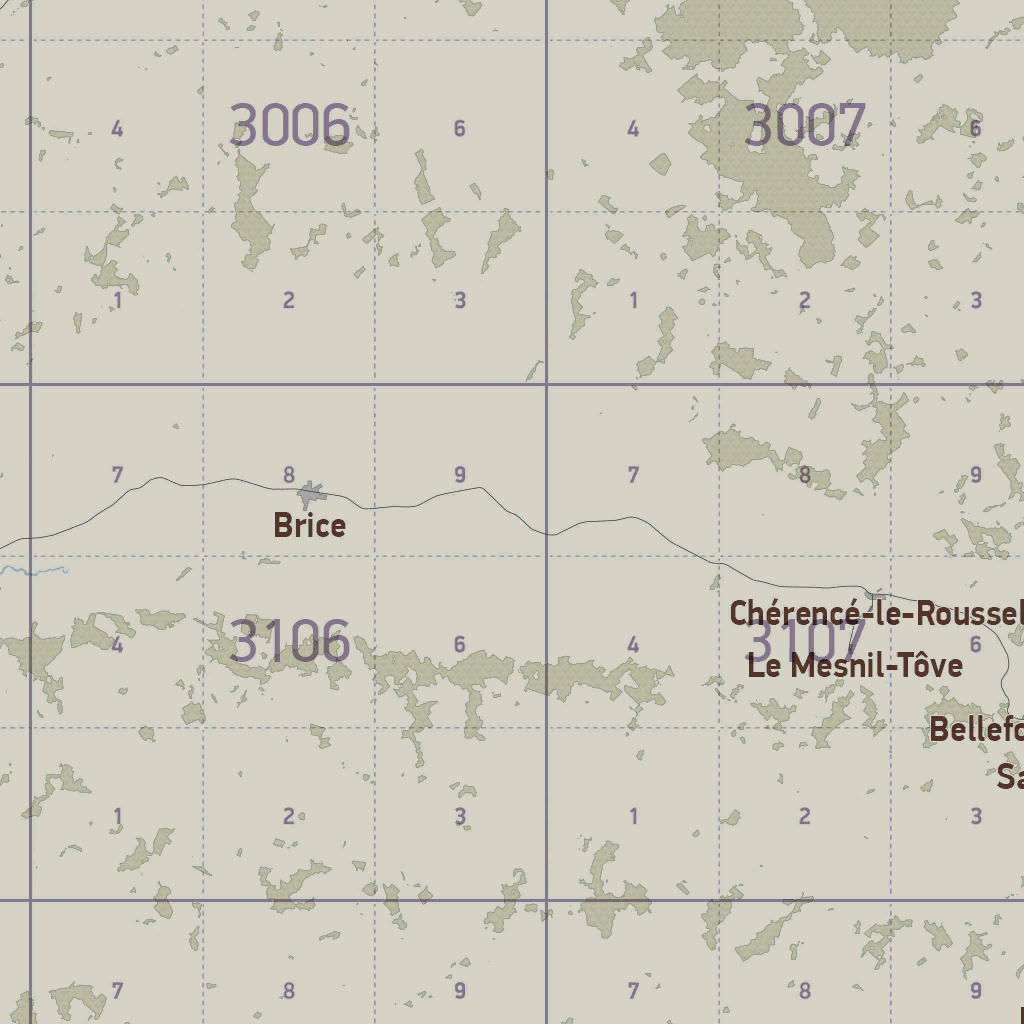 4 3006 6 4 3007 6
1 2 3 1 2 3
7 8 9 7 8 9
Brice
Chérencé-le-Roussel
4 3106 6 4 3107 6
Le Mesnil-Tôve
Bellefo
Sa
1 2 3 1 2 3
7 8 9 7 8 9